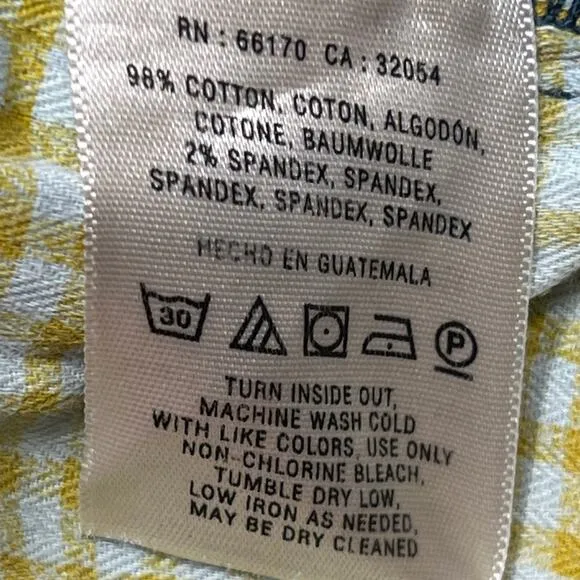 RN : 66170 CA : 32054
98% COTTON, COTON, ALGODÓN,
COTONE, BAUMWOLLE
2% SPANDEX, SPANDEX,
SPANDEX, SPANDEX, SPANDEX
HECHO EN GUATEMALA
30 P
TURN INSIDE OUT,
MACHINE WASH COLD
WITH LIKE COLORS, USE ONLY
NON-CHLORINE BLEACH,
TUMBLE DRY LOW,
LOW IRON AS NEEDED,
MAY BE DRY CLEANED